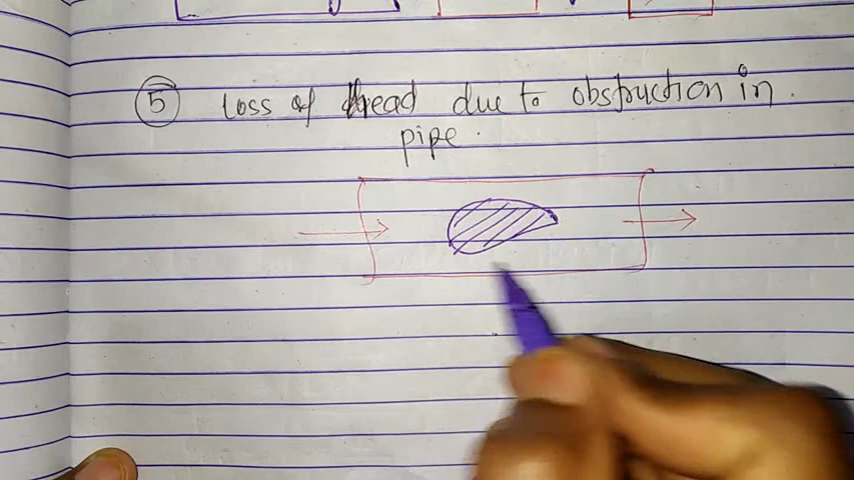 5 Loss of Head due to obstruction in.
pipe.